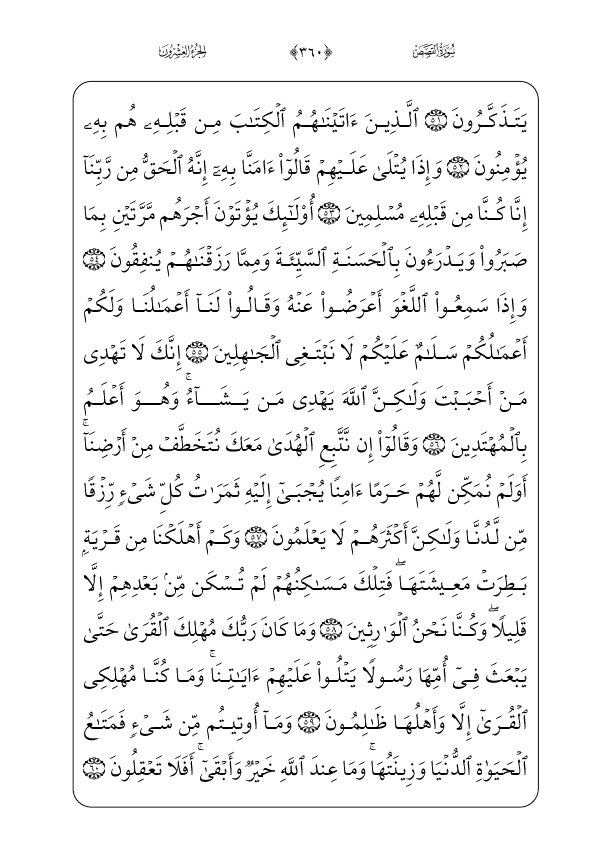 سُورَةُ القَصَصِ ﴿٣٦٠﴾ الجُزْءُ العِشْرُونَ
يَتَذَكَّرُونَ ٥١ ٱلَّذِينَ ءَاتَيْنَٰهُمُ ٱلْكِتَٰبَ مِن قَبْلِهِۦ هُم بِهِۦ
يُؤْمِنُونَ ٥٢ وَإِذَا يُتْلَىٰ عَلَيْهِمْ قَالُوٓا۟ ءَامَنَّا بِهِۦٓ إِنَّهُ ٱلْحَقُّ مِن رَّبِّنَآ
إِنَّا كُنَّا مِن قَبْلِهِۦ مُسْلِمِينَ ٥٣ أُو۟لَٰٓئِكَ يُؤْتَوْنَ أَجْرَهُم مَّرَّتَيْنِ بِمَا
صَبَرُوا۟ وَيَدْرَءُونَ بِٱلْحَسَنَةِ ٱلسَّيِّئَةَ وَمِمَّا رَزَقْنَٰهُمْ يُنفِقُونَ ٥٤
وَإِذَا سَمِعُوا۟ ٱللَّغْوَ أَعْرَضُوا۟ عَنْهُ وَقَالُوا۟ لَنَآ أَعْمَٰلُنَا وَلَكُمْ
أَعْمَٰلُكُمْ سَلَٰمٌ عَلَيْكُمْ لَا نَبْتَغِى ٱلْجَٰهِلِينَ ٥٥ إِنَّكَ لَا تَهْدِى
مَنْ أَحْبَبْتَ وَلَٰكِنَّ ٱللَّهَ يَهْدِى مَن يَشَآءُ ۚ وَهُوَ أَعْلَمُ
بِٱلْمُهْتَدِينَ ٥٦ وَقَالُوٓا۟ إِن نَّتَّبِعِ ٱلْهُدَىٰ مَعَكَ نُتَخَطَّفْ مِنْ أَرْضِنَآ ۚ
أَوَلَمْ نُمَكِّن لَّهُمْ حَرَمًا ءَامِنًا يُجْبَىٰٓ إِلَيْهِ ثَمَرَٰتُ كُلِّ شَىْءٍ رِّزْقًا
مِّن لَّدُنَّا وَلَٰكِنَّ أَكْثَرَهُمْ لَا يَعْلَمُونَ ٥٧ وَكَمْ أَهْلَكْنَا مِن قَرْيَةٍۭ
بَطِرَتْ مَعِيشَتَهَا ۖ فَتِلْكَ مَسَٰكِنُهُمْ لَمْ تُسْكَن مِّنۢ بَعْدِهِمْ إِلَّا
قَلِيلًا ۖ وَكُنَّا نَحْنُ ٱلْوَٰرِثِينَ ٥٨ وَمَا كَانَ رَبُّكَ مُهْلِكَ ٱلْقُرَىٰ حَتَّىٰ
يَبْعَثَ فِىٓ أُمِّهَا رَسُولًا يَتْلُوا۟ عَلَيْهِمْ ءَايَٰتِنَا ۚ وَمَا كُنَّا مُهْلِكِى
ٱلْقُرَىٰٓ إِلَّا وَأَهْلُهَا ظَٰلِمُونَ ٥٩ وَمَآ أُوتِيتُم مِّن شَىْءٍ فَمَتَٰعُ
ٱلْحَيَوٰةِ ٱلدُّنْيَا وَزِينَتُهَا ۚ وَمَا عِندَ ٱللَّهِ خَيْرٌ وَأَبْقَىٰٓ ۚ أَفَلَا تَعْقِلُونَ ٦٠